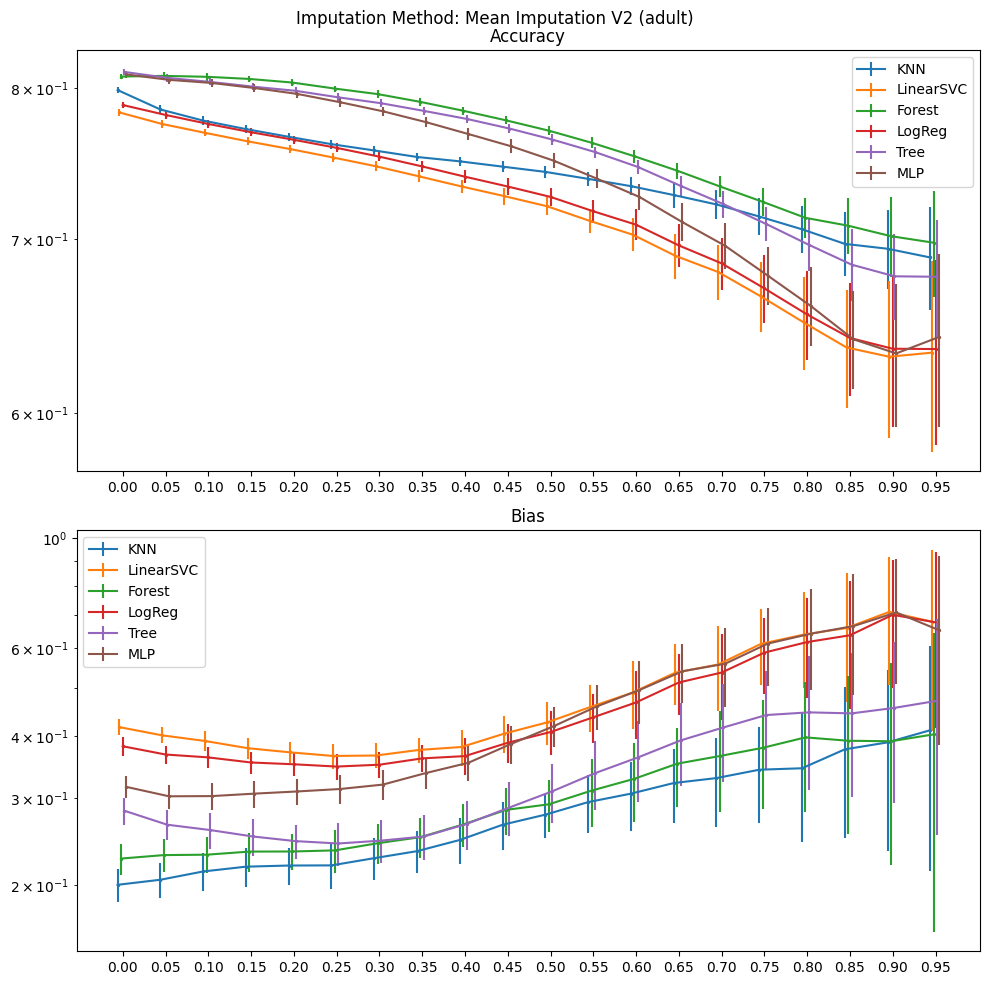 Imputation Method: Mean Imputation V2 (adult)
Accuracy
8 × 10⁻¹
7 × 10⁻¹
6 × 10⁻¹
KNN
LinearSVC
Forest
LogReg
Tree
MLP
0.00 0.05 0.10 0.15 0.20 0.25 0.30 0.35 0.40 0.45 0.50 0.55 0.60 0.65 0.70 0.75 0.80 0.85 0.90 0.95
Bias
10⁰
6 × 10⁻¹
4 × 10⁻¹
3 × 10⁻¹
2 × 10⁻¹
KNN
LinearSVC
Forest
LogReg
Tree
MLP
0.00 0.05 0.10 0.15 0.20 0.25 0.30 0.35 0.40 0.45 0.50 0.55 0.60 0.65 0.70 0.75 0.80 0.85 0.90 0.95